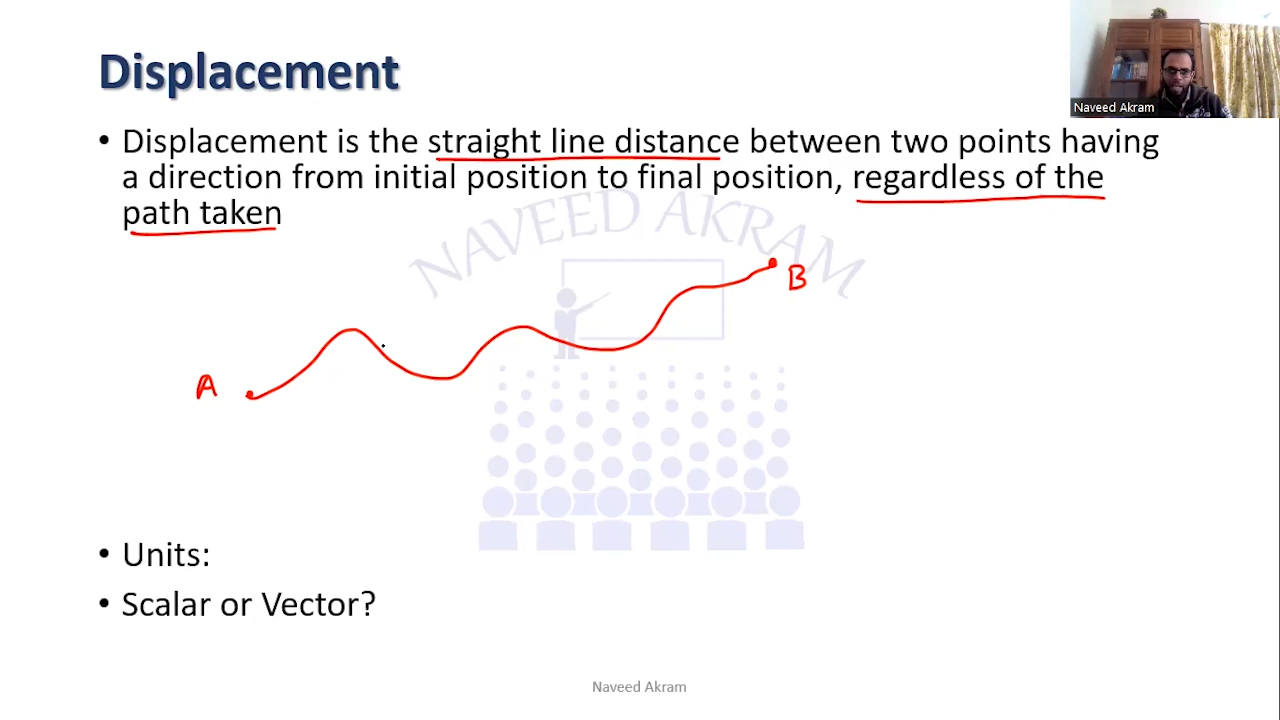 Displacement
Naveed Akram
• Displacement is the straight line distance between two points having
a direction from initial position to final position, regardless of the
path taken
NAVEED AKRAM
B
A
• Units:
• Scalar or Vector?
Naveed Akram